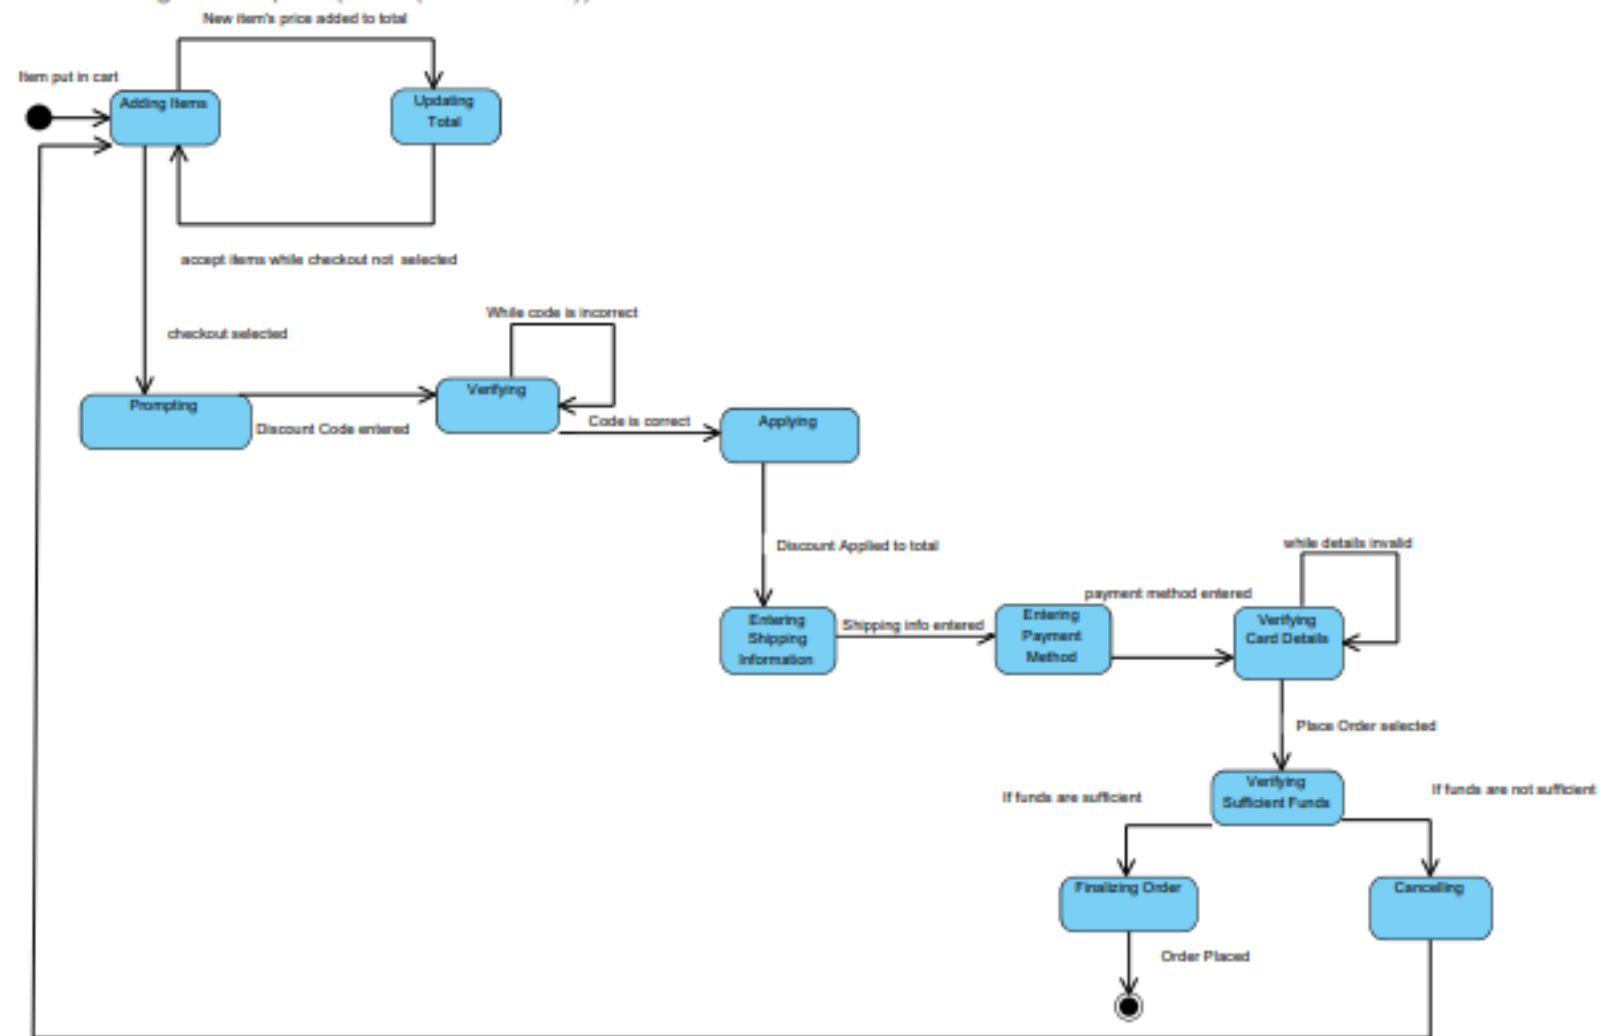 New item's price added to total
Item put in cart
Adding Items
Updating
Total
accept items while checkout not selected
checkout selected
While code is incorrect
Prompting
Verifying
Discount Code entered
Code is correct
Applying
Discount Applied to total
while details invalid
payment method entered
Entering
Shipping
Information
Shipping info entered
Entering
Payment
Method
Verifying
Card Details
Place Order selected
If funds are sufficient
Verifying
Sufficient Funds
If funds are not sufficient
Finalizing Order
Cancelling
Order Placed